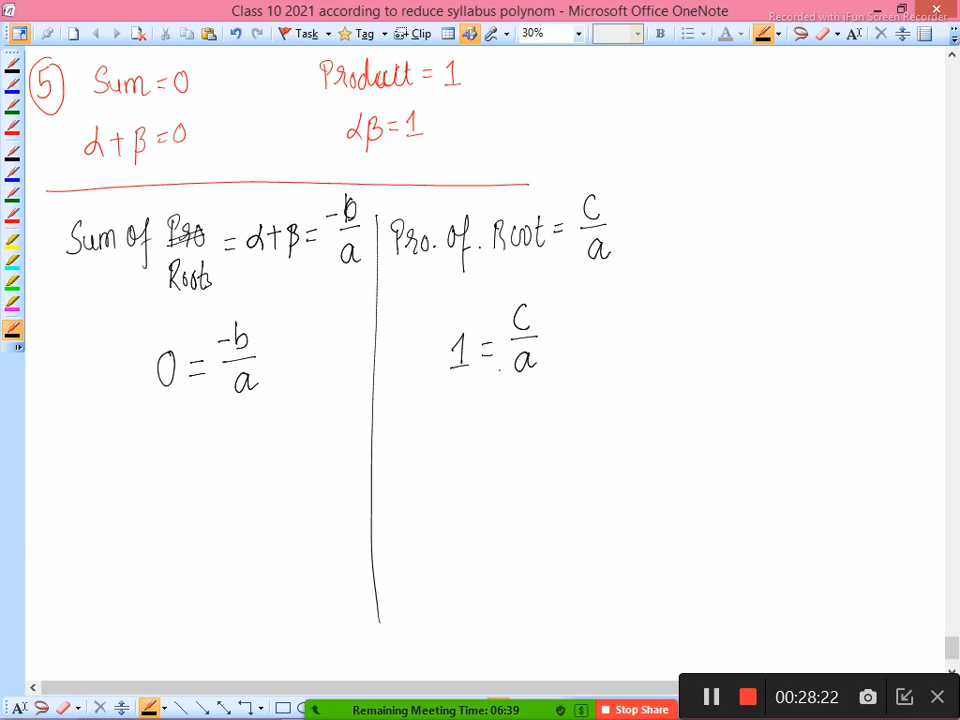 Class 10 2021 according to reduce syllabus polynom - Microsoft Office OneNote
Recorded with iFun Screen Recorder
Task Tag Clip 30% B A
5 Sum = 0 Product = 1
α + β = 0 αβ = 1
Sum of Pro = α+β = -b/a Pro. of. Root = c/a
Roots
0 = -b/a 1 = c/a
Remaining Meeting Time: 06:39 Stop Share 00:28:22